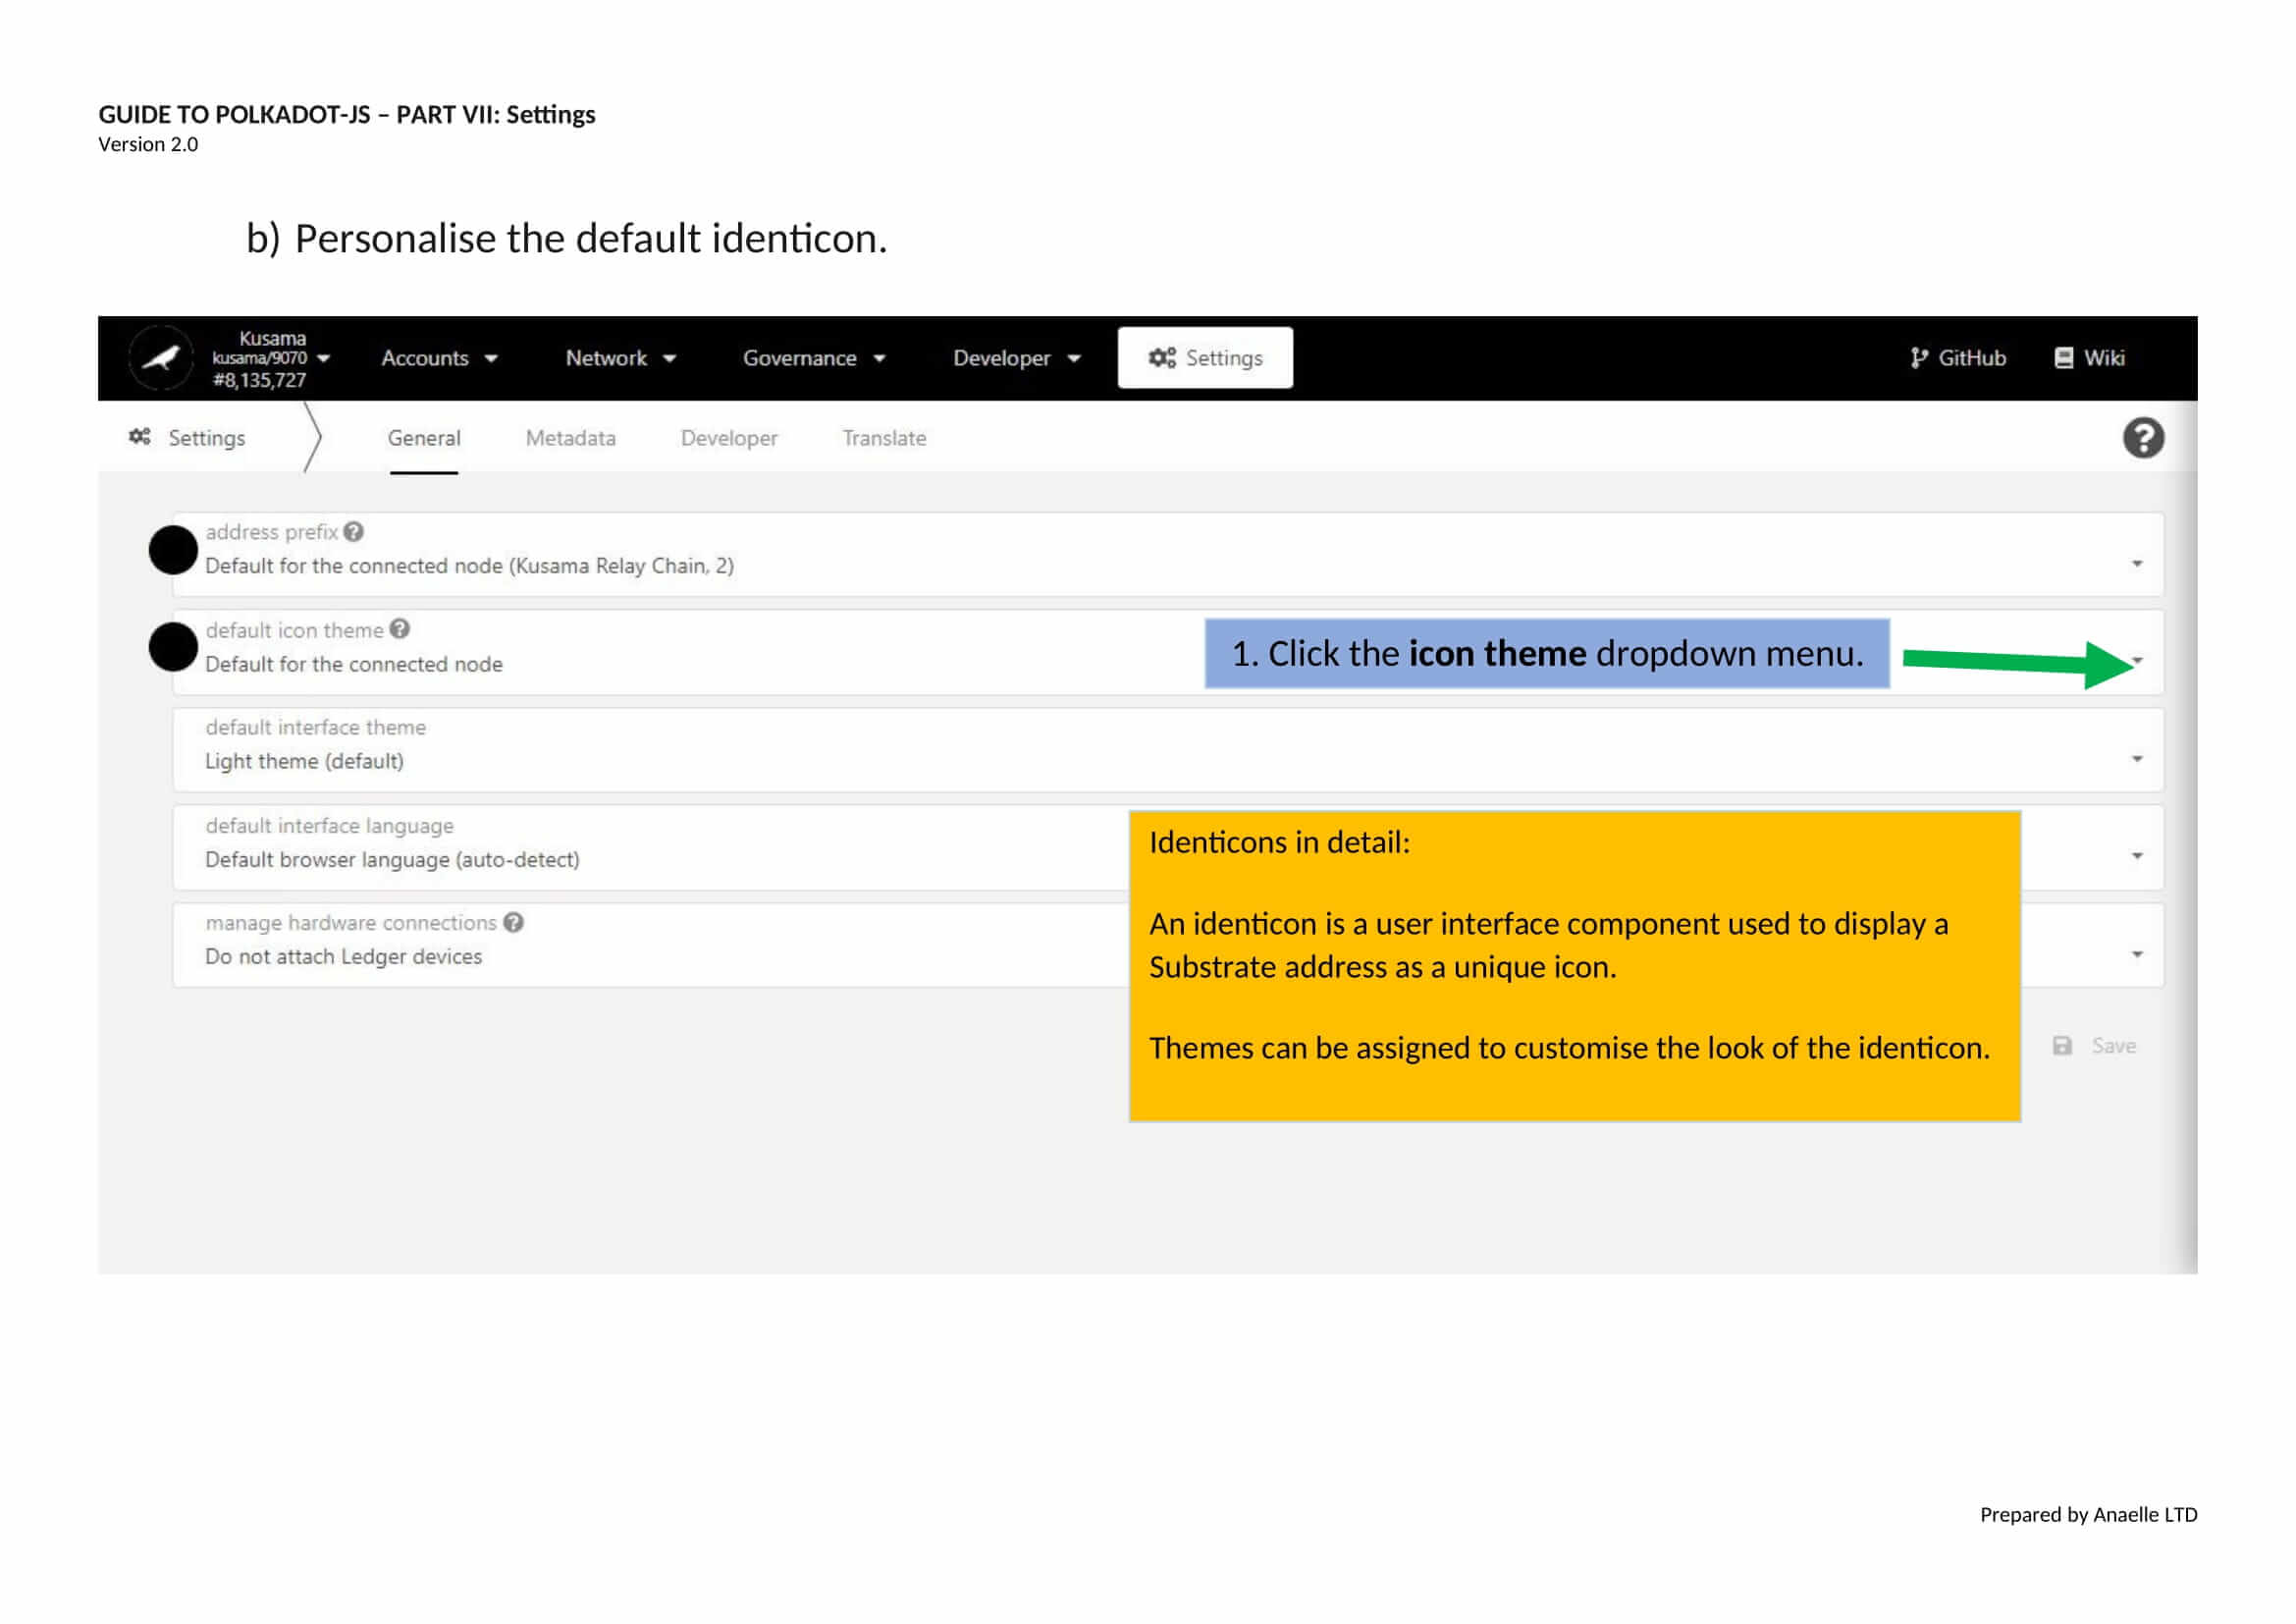 GUIDE TO POLKADOT-JS – PART VII: Settings
Version 2.0
b) Personalise the default identicon.
Kusama
kusama/9070
#8,135,727
Accounts
Network
Governance
Developer
Settings
GitHub
Wiki
Settings
General
Metadata
Developer
Translate
address prefix
Default for the connected node (Kusama Relay Chain, 2)
default icon theme
Default for the connected node
1. Click the icon theme dropdown menu.
default interface theme
Light theme (default)
default interface language
Default browser language (auto-detect)
manage hardware connections
Do not attach Ledger devices
Identicons in detail:
An identicon is a user interface component used to display a
Substrate address as a unique icon.
Themes can be assigned to customise the look of the identicon.
Save
Prepared by Anaelle LTD